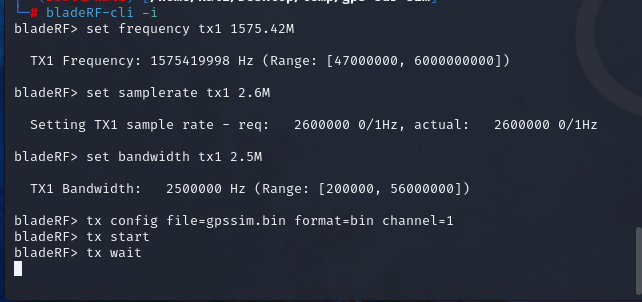 # bladeRF-cli -i
bladeRF> set frequency tx1 1575.42M
TX1 Frequency: 1575419998 Hz (Range: [47000000, 6000000000])
bladeRF> set samplerate tx1 2.6M
Setting TX1 sample rate - req:   2600000 0/1Hz, actual:   2600000 0/1Hz
bladeRF> set bandwidth tx1 2.5M
TX1 Bandwidth:   2500000 Hz (Range: [200000, 56000000])
bladeRF> tx config file=gpssim.bin format=bin channel=1
bladeRF> tx start
bladeRF> tx wait